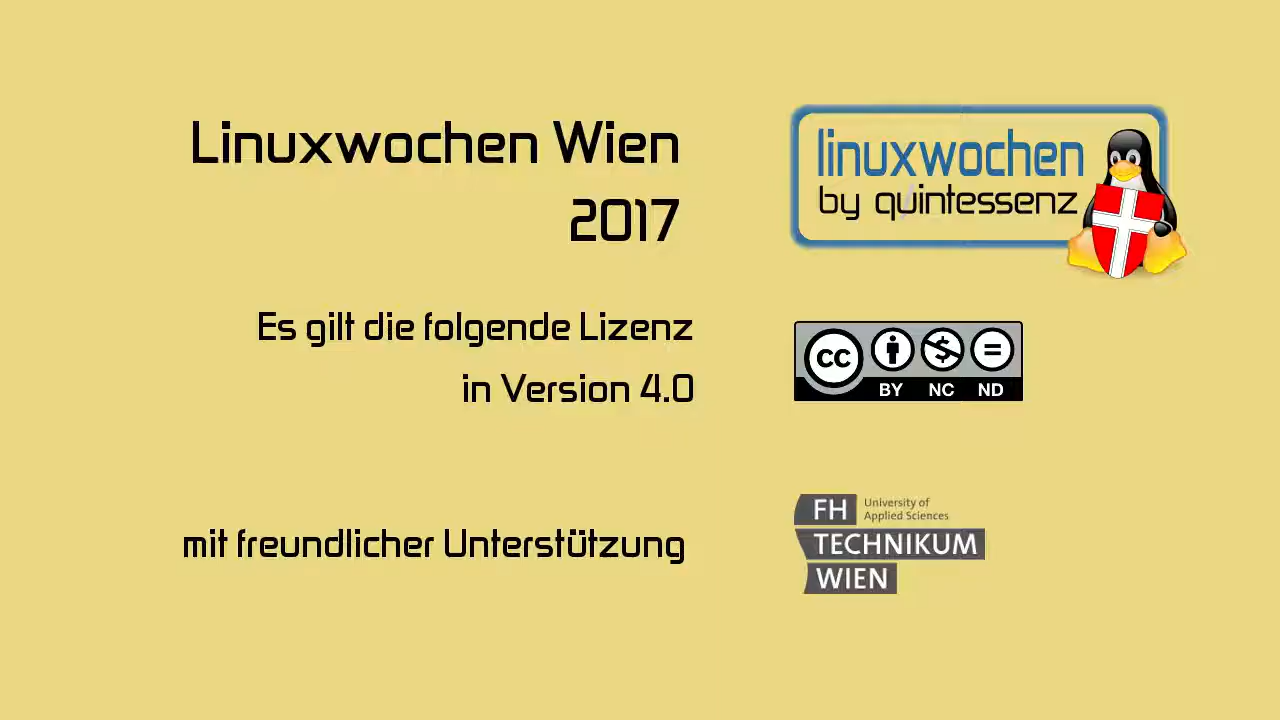 Linuxwochen Wien
2017
linuxwochen
by quintessenz
Es gilt die folgende Lizenz
in Version 4.0
cc
BY NC ND
mit freundlicher Unterstützung
FH University of
Applied Sciences
TECHNIKUM
WIEN